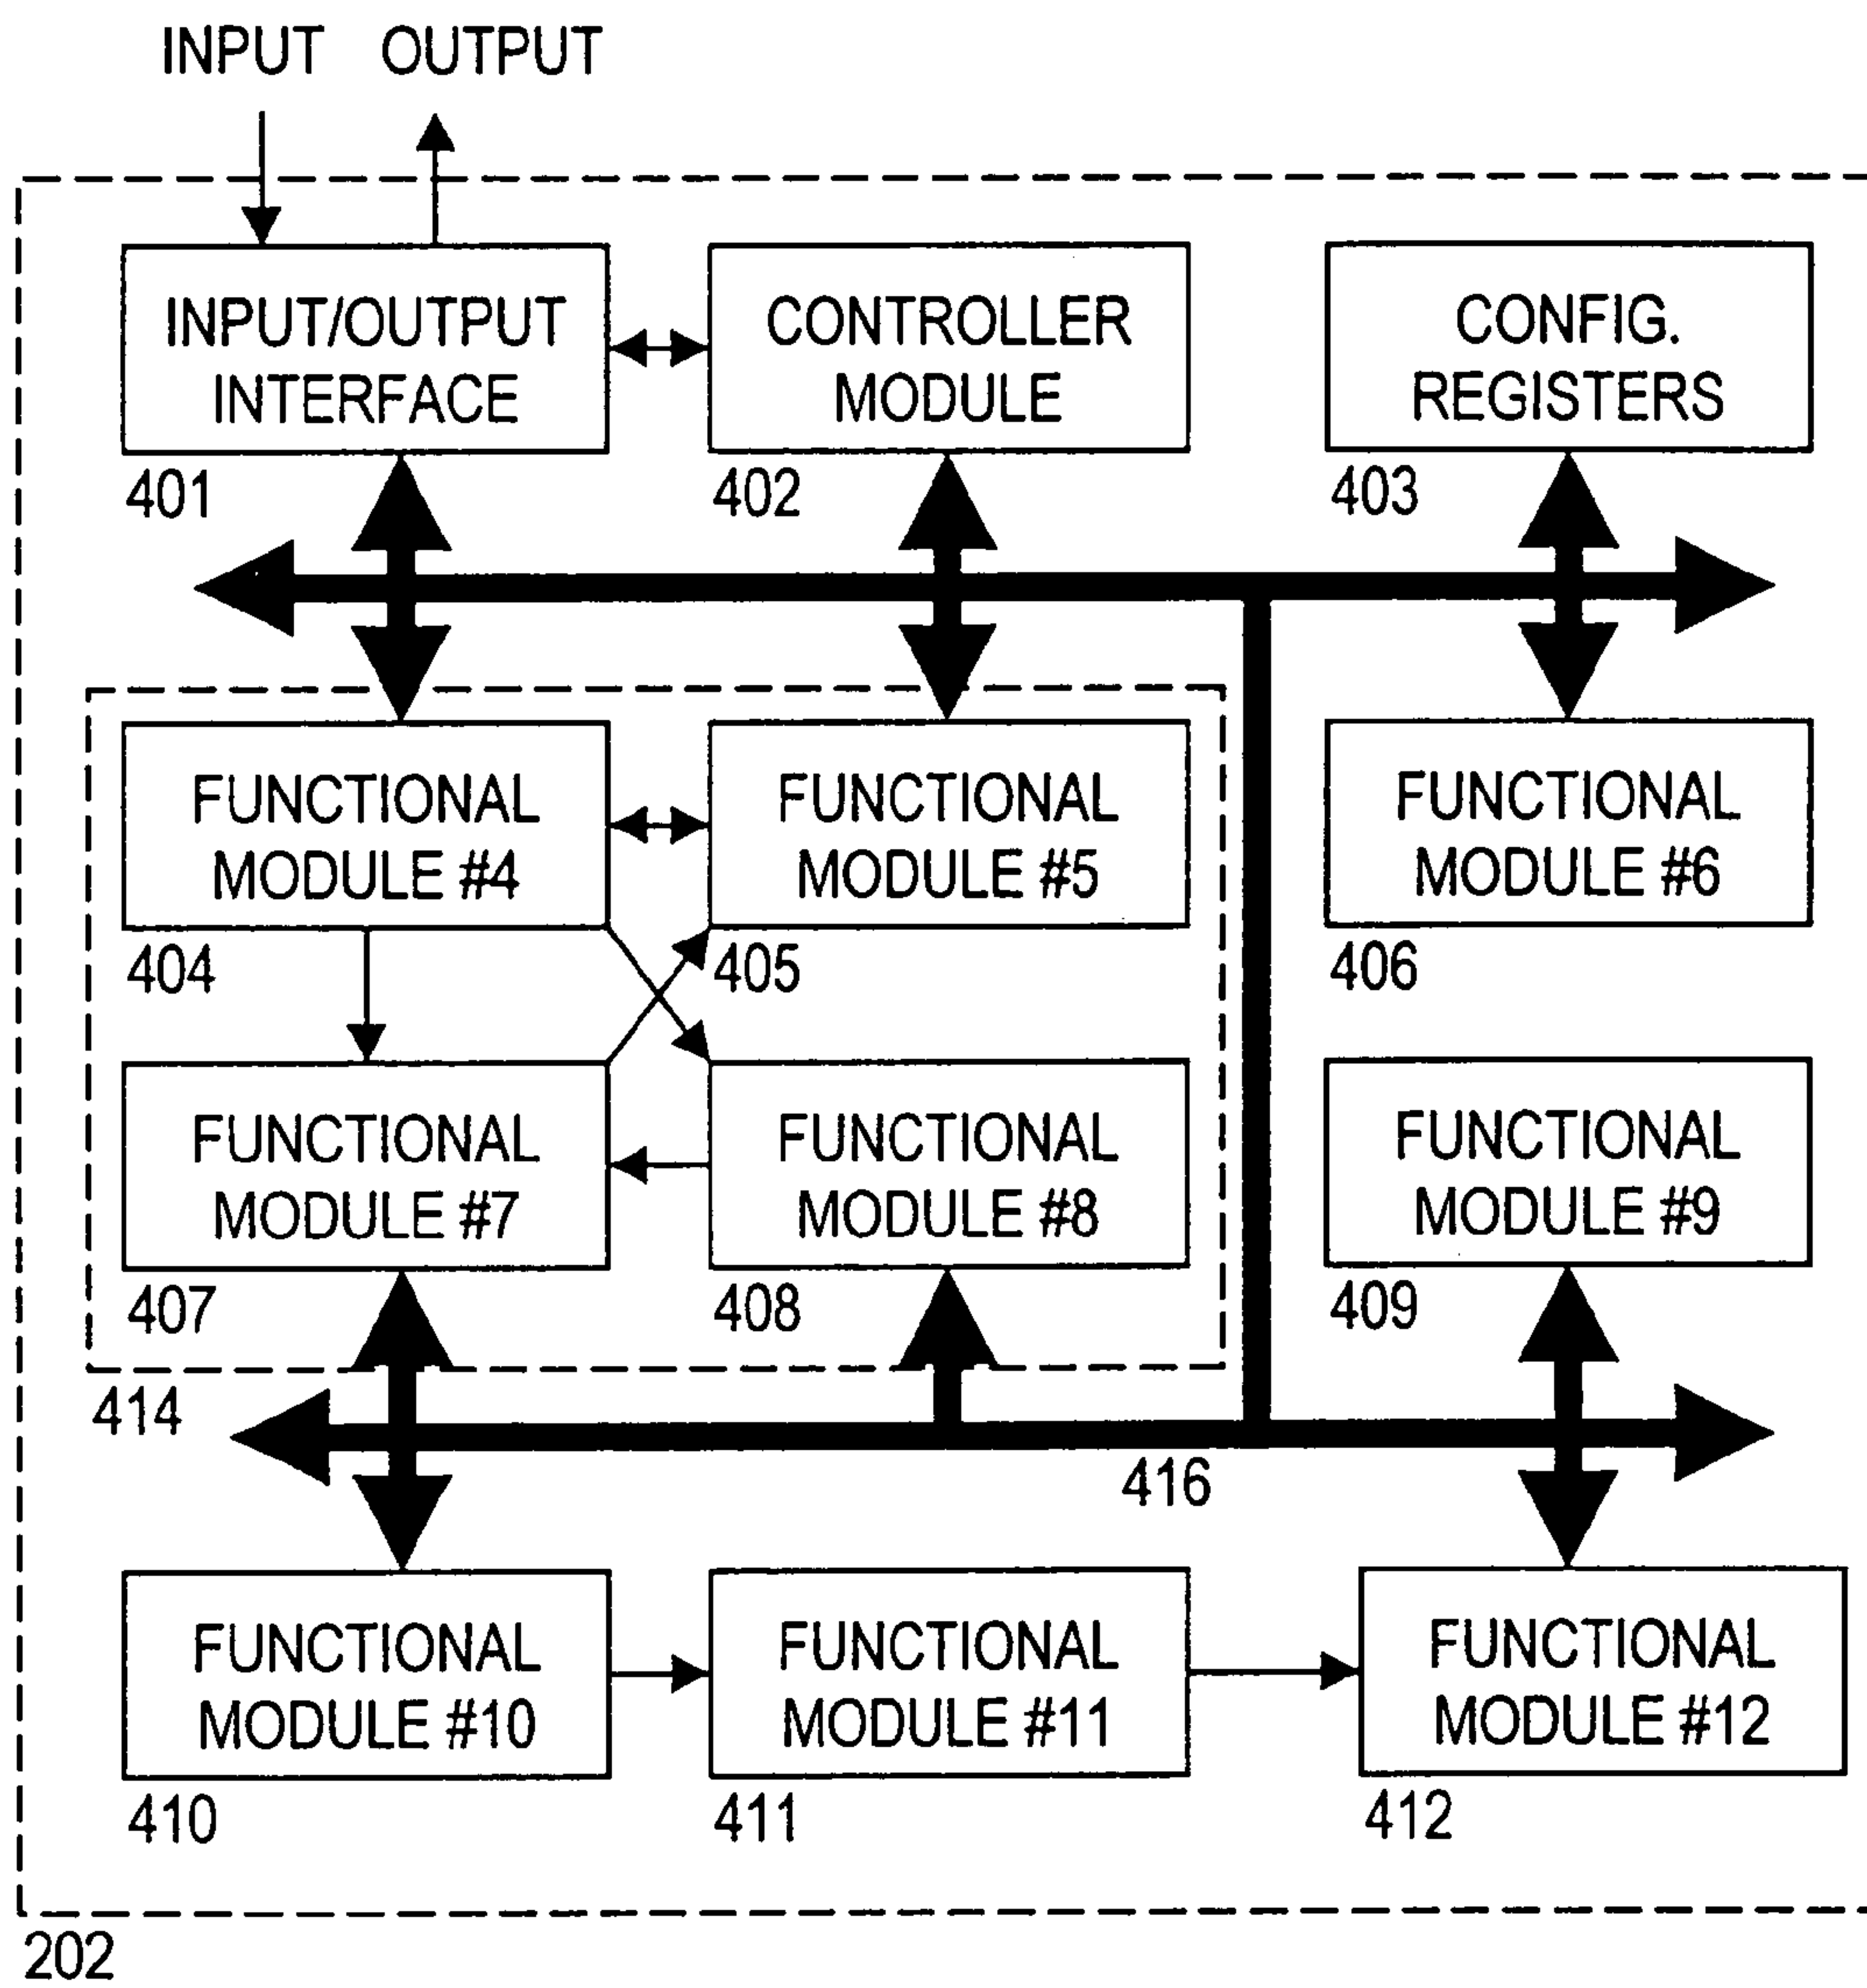 INPUT OUTPUT
INPUT/OUTPUT
INTERFACE
401
CONTROLLER
MODULE
402
CONFIG.
REGISTERS
403
FUNCTIONAL
MODULE #4
404
FUNCTIONAL
MODULE #5
405
FUNCTIONAL
MODULE #6
406
FUNCTIONAL
MODULE #7
407
FUNCTIONAL
MODULE #8
408
FUNCTIONAL
MODULE #9
409
414
416
FUNCTIONAL
MODULE #10
410
FUNCTIONAL
MODULE #11
411
FUNCTIONAL
MODULE #12
412
202